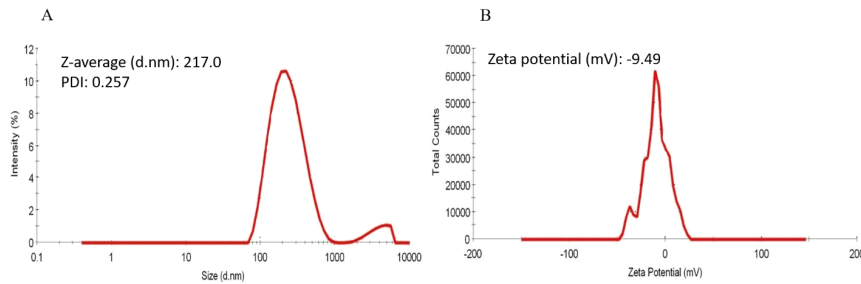 A
Z-average (d.nm): 217.0
PDI: 0.257
12
10
8
6
4
2
0
Intensity (%)
0.1
1
10
100
1000
10000
Size (d.nm)
B
Zeta potential (mV): -9.49
70000
60000
50000
40000
30000
20000
10000
0
Total Counts
-200
-100
0
100
200
Zeta Potential (mV)